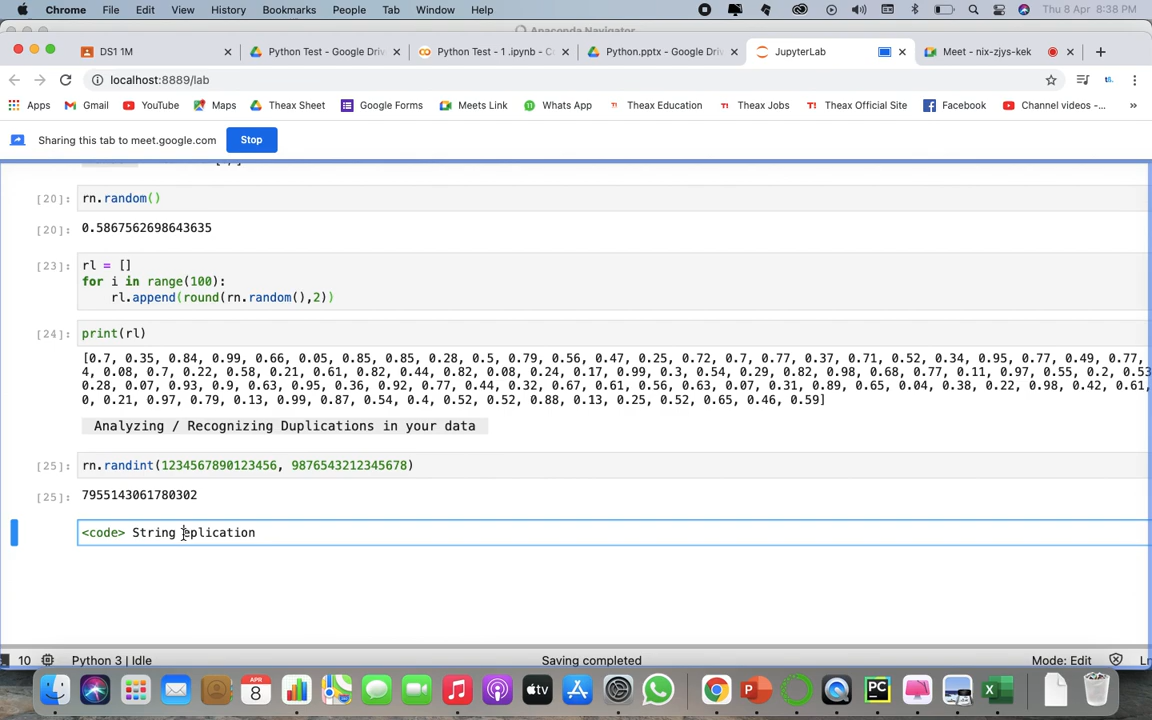 Chrome File Edit View History Bookmarks People Tab Window Help Thu 8 Apr 8:38 PM
Anaconda Navigator
DS1 1M Python Test - Google Driv Python Test - 1 .ipynb - C Python.pptx - Google Driv JupyterLab Meet - nix-zjys-kek
localhost:8889/lab
Apps Gmail YouTube Maps Theax Sheet Google Forms Meets Link Whats App Theax Education Theax Jobs Theax Official Site Facebook Channel videos -... »
Sharing this tab to meet.google.com Stop
[20]: rn.random()
[20]: 0.5867562698643635
[23]: rl = []
for i in range(100):
rl.append(round(rn.random(),2))
[24]: print(rl)
[0.7, 0.35, 0.84, 0.99, 0.66, 0.05, 0.85, 0.85, 0.28, 0.5, 0.79, 0.56, 0.47, 0.25, 0.72, 0.7, 0.77, 0.37, 0.71, 0.52, 0.34, 0.95, 0.77, 0.49, 0.77,
4, 0.08, 0.7, 0.22, 0.58, 0.21, 0.61, 0.82, 0.44, 0.82, 0.08, 0.24, 0.17, 0.99, 0.3, 0.54, 0.29, 0.82, 0.98, 0.68, 0.77, 0.11, 0.97, 0.55, 0.2, 0.53
0.28, 0.07, 0.93, 0.9, 0.63, 0.95, 0.36, 0.92, 0.77, 0.44, 0.32, 0.67, 0.61, 0.56, 0.63, 0.07, 0.31, 0.89, 0.65, 0.04, 0.38, 0.22, 0.98, 0.42, 0.61,
0, 0.21, 0.97, 0.79, 0.13, 0.99, 0.87, 0.54, 0.4, 0.52, 0.52, 0.88, 0.13, 0.25, 0.52, 0.65, 0.46, 0.59]
Analyzing / Recognizing Duplications in your data
[25]: rn.randint(1234567890123456, 9876543212345678)
[25]: 7955143061780302
<code> String eplication
10 Python 3 | Idle Saving completed Mode: Edit Ln
APR
8 tv PC P X